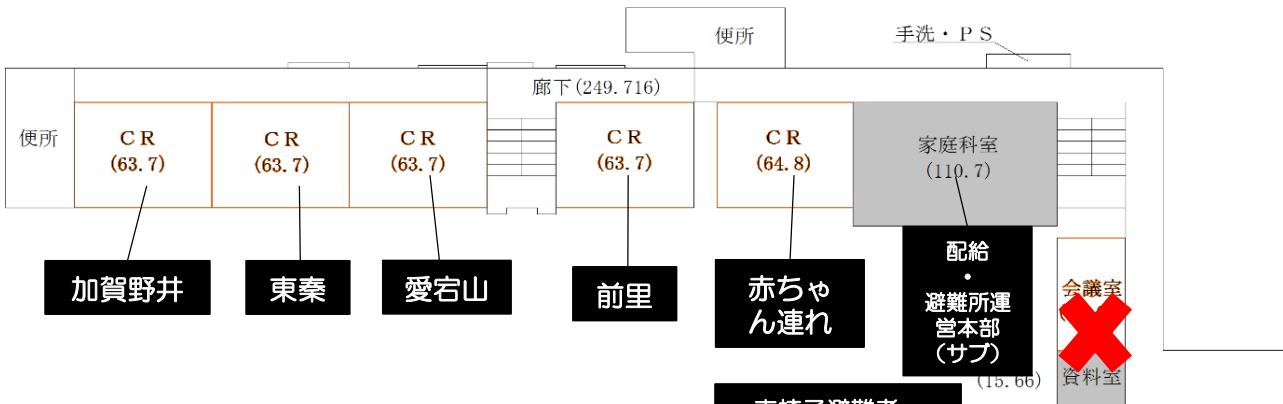 便所
手洗・ＰＳ
廊下(249.716)
便所
ＣＲ
(63.7)
ＣＲ
(63.7)
ＣＲ
(63.7)
ＣＲ
(63.7)
ＣＲ
(64.8)
家庭科室
(110.7)
加賀野井
東秦
愛宕山
前里
赤ちゃ
ん連れ
配給
・
避難所運
営本部
(サブ)
会議室
(15.66)
資料室